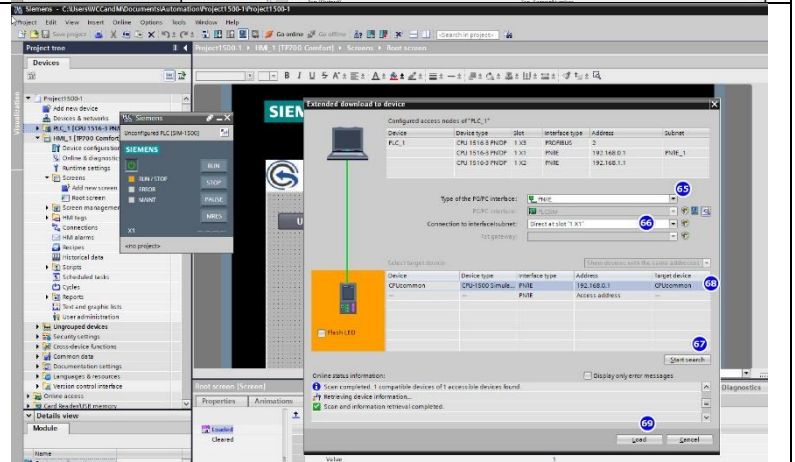 Siemens - C:\Users\WCCandM\Documents\Automation\Project1500-1\Project1500-1
Project Edit View Insert Online Options Tools Window Help
Save project
Go online
Go offline
<Search in project>
Project tree
Project1500-1 ▸ HMI_1 [TP700 Comfort] ▸ Screens ▸ Root screen
Devices
Visualization
Project1500-1
Add new device
Devices & networks
PLC_1 [CPU 1516-3 PN/
HMI_1 [TP700 Comfort
Device configuration
Online & diagnostics
Runtime settings
Screens
Add new screen
Root screen
Screen management
HMI tags
Connections
HMI alarms
Recipes
Historical data
Scripts
Scheduled tasks
Cycles
Reports
Text and graphic lists
User administration
Ungrouped devices
Security settings
Cross-device functions
Common data
Documentation settings
Languages & resources
Version control interface
Online access
Card Reader/USB memory
Details view
Module
Name
Siemens
Unconfigured PLC [SIM-1500]
SIEMENS
RUN / STOP
ERROR
MAINT
RUN
STOP
PAUSE
MRES
X1
<no project>
SIEM
U
Extended download to device
Configured access nodes of "PLC_1"
Device Device type Slot Interface type Address Subnet
PLC_1 CPU 1516-3 PN/DP 1 X3 PROFIBUS 2
CPU 1516-3 PN/DP 1 X1 PN/IE 192.168.0.1 PN/IE_1
CPU 1516-3 PN/DP 1 X2 PN/IE 192.168.1.1
65
Type of the PG/PC interface: PN/IE
PG/PC interface: PLCSIM
66
Connection to interface/subnet: Direct at slot '1 X1'
1st gateway:
Select target device:
Show devices with the same addresses
Device Device type Interface type Address Target device
CPUcommon CPU-1500 Simula... PN/IE 192.168.0.1 CPUcommon
68
— — PN/IE Access address —
Flash LED
67
Start search
Online status information:
Display only error messages
Scan completed. 1 compatible devices of 1 accessible devices found.
Retrieving device information...
Scan and information retrieval completed.
69
Load
Cancel
Root screen [Screen]
Diagnostics
Properties Animations
Loaded
Cleared
Value
1